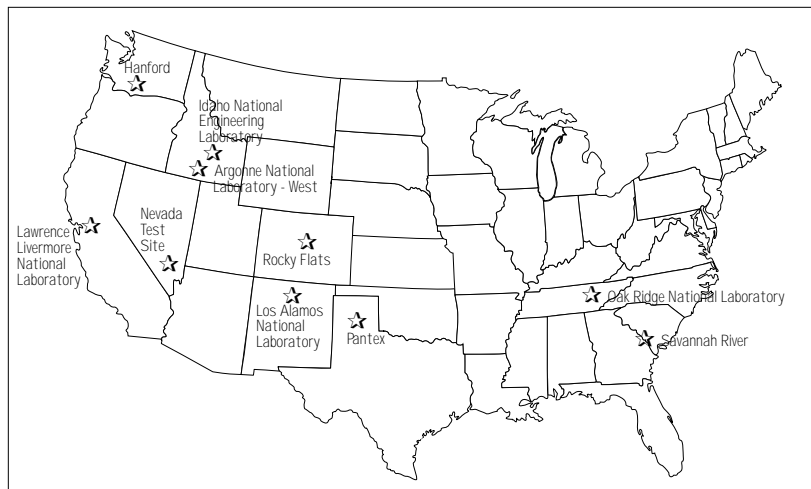 Hanford
Idaho National
Engineering
Laboratory
Argonne National
Laboratory - West
Lawrence
Livermore
National
Laboratory
Nevada
Test
Site
Rocky Flats
Los Alamos
National
Laboratory
Pantex
Oak Ridge National Laboratory
Savannah River